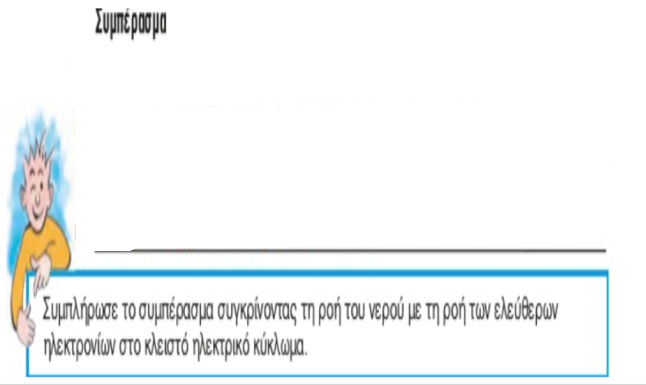 Συμπέρασμα
Συμπλήρωσε το συμπέρασμα συγκρίνοντας τη ροή του νερού με τη ροή των ελεύθερων
ηλεκτρονίων στο κλειστό ηλεκτρικό κύκλωμα.